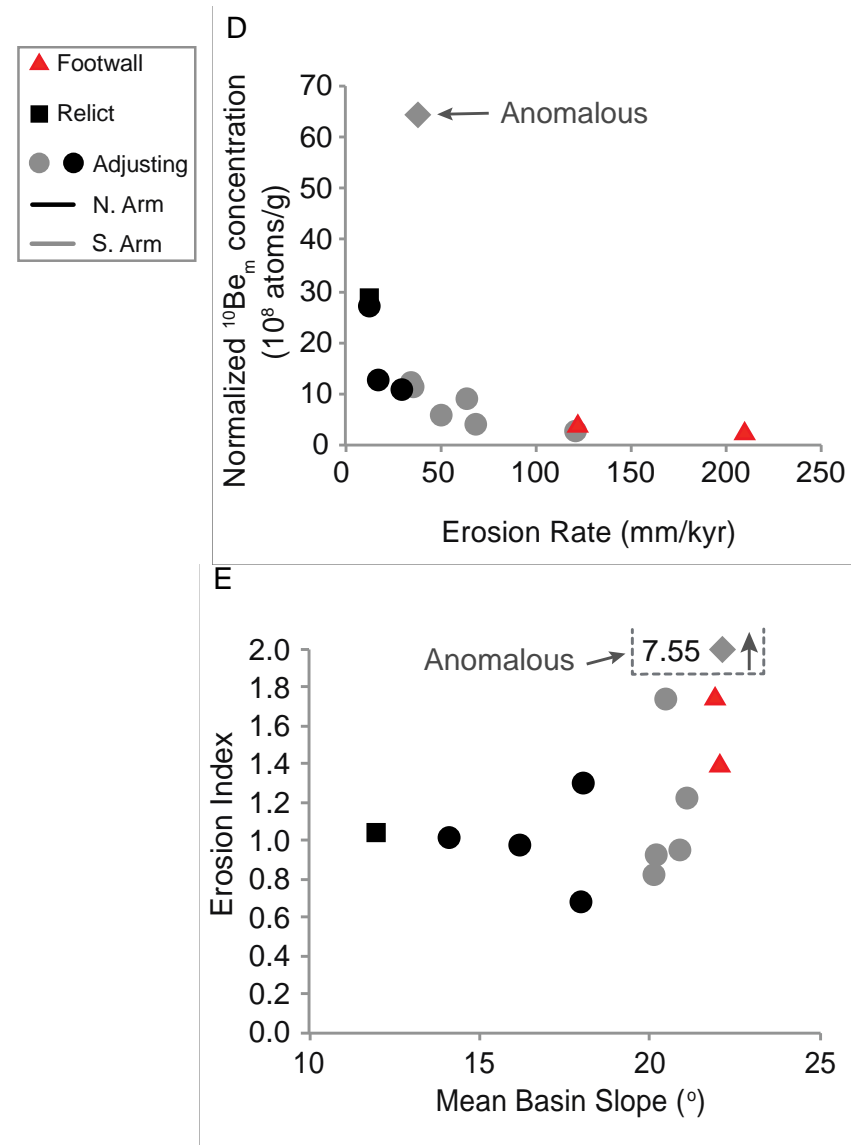 Footwall
Relict
Adjusting
N. Arm
S. Arm
D
Normalized ¹⁰Beₘ concentration
(10⁸ atoms/g)
70
60
50
40
30
20
10
0
Anomalous
0 50 100 150 200 250
Erosion Rate (mm/kyr)
E
Erosion Index
2.0
1.8
1.6
1.4
1.2
1.0
0.8
0.6
0.4
0.2
0.0
Anomalous
7.55
10 15 20 25
Mean Basin Slope (º)